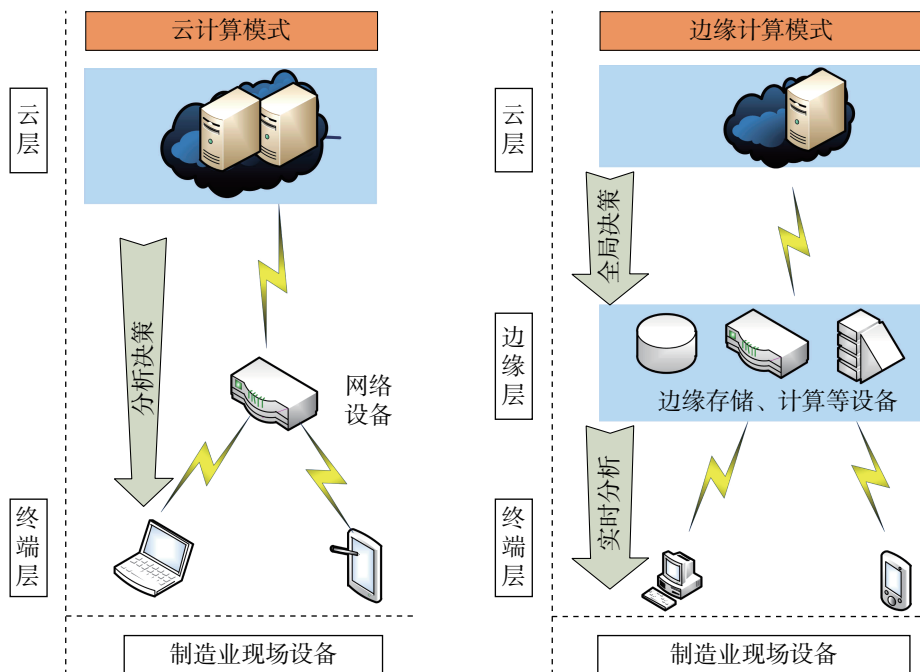 云计算模式
云层
分析决策
网络
设备
终端层
制造业现场设备
边缘计算模式
云层
全局决策
边缘层
边缘存储、计算等设备
实时分析
终端层
制造业现场设备